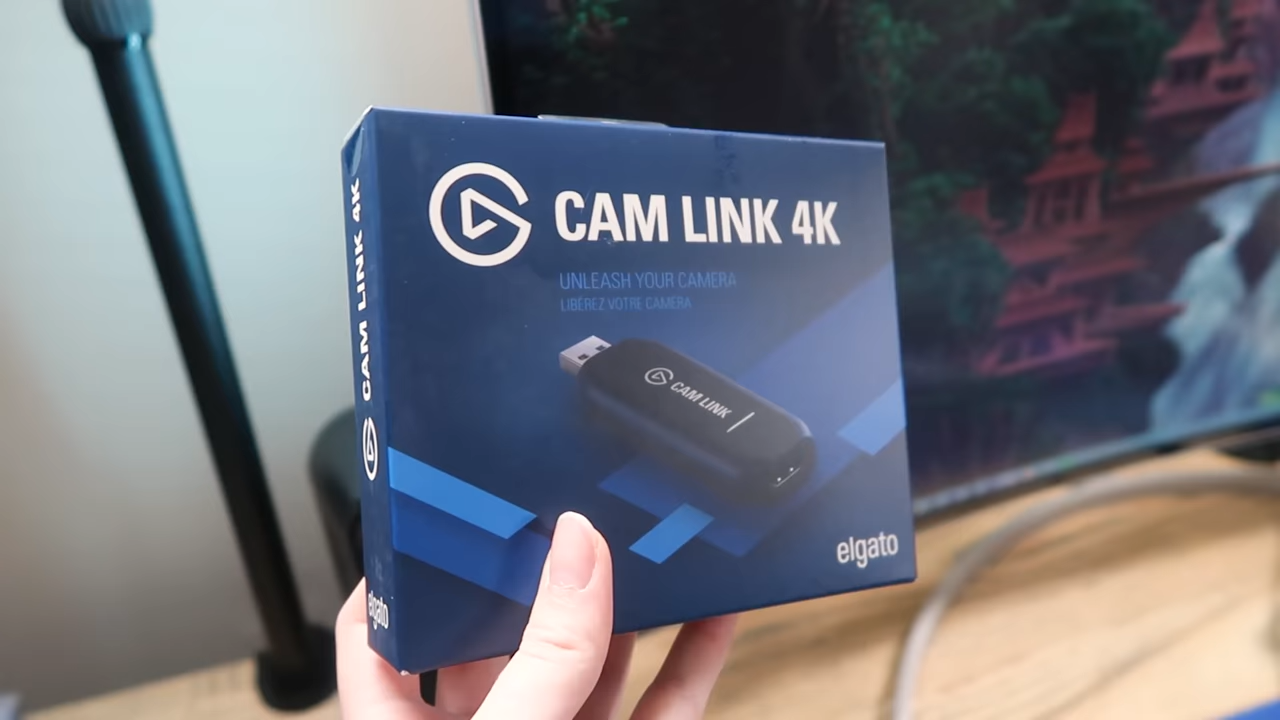 CAM LINK 4K
UNLEASH YOUR CAMERA
LIBÉREZ VOTRE CAMERA
CAM LINK
elgato
CAM LINK 4K
elgato